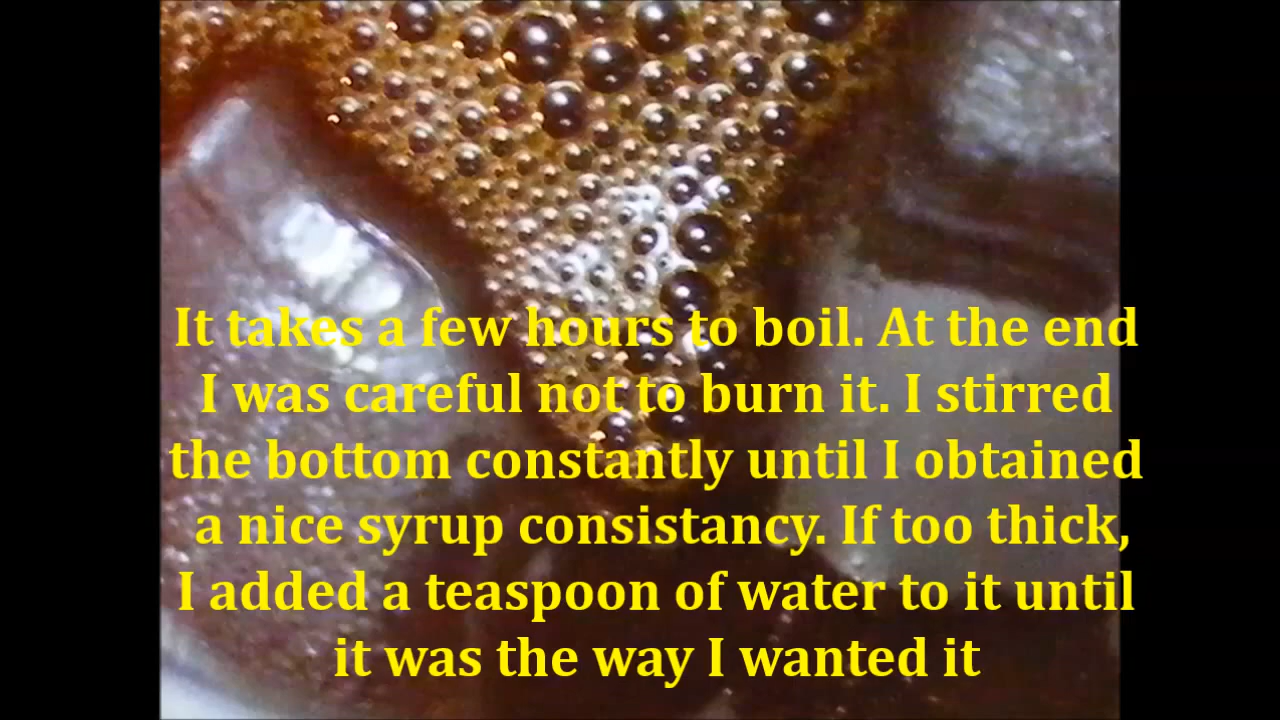 It takes a few hours to boil. At the end
I was careful not to burn it. I stirred
the bottom constantly until I obtained
a nice syrup consistancy. If too thick,
I added a teaspoon of water to it until
it was the way I wanted it